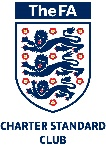 The FA
CHARTER STANDARD
CLUB